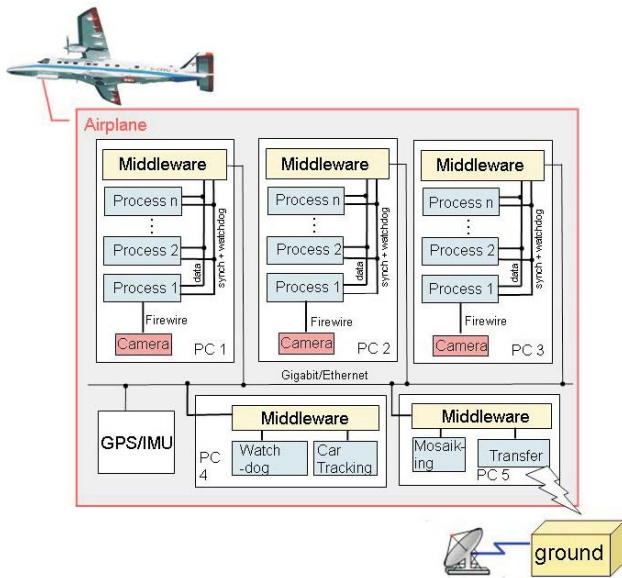 Airplane
Middleware
Process n
Process 2
Process 1
data
synch + watchdog
Firewire
Camera
PC 1
Middleware
Process n
Process 2
Process 1
data
synch + watchdog
Firewire
Camera
PC 2
Middleware
Process n
Process 2
Process 1
data
synch + watchdog
Firewire
Camera
PC 3
Gigabit/Ethernet
GPS/IMU
Middleware
PC
4
Watch
-dog
Car
Tracking
Middleware
Mosaik-
ing
Transfer
PC 5
ground